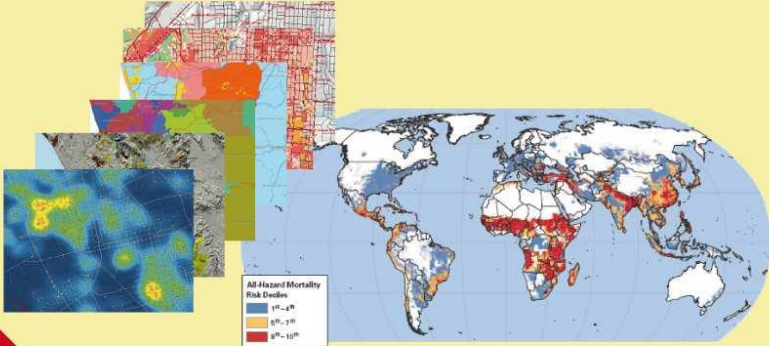 All-Hazard Mortality
Risk Deciles
1st – 4th
5th – 7th
8th – 10th